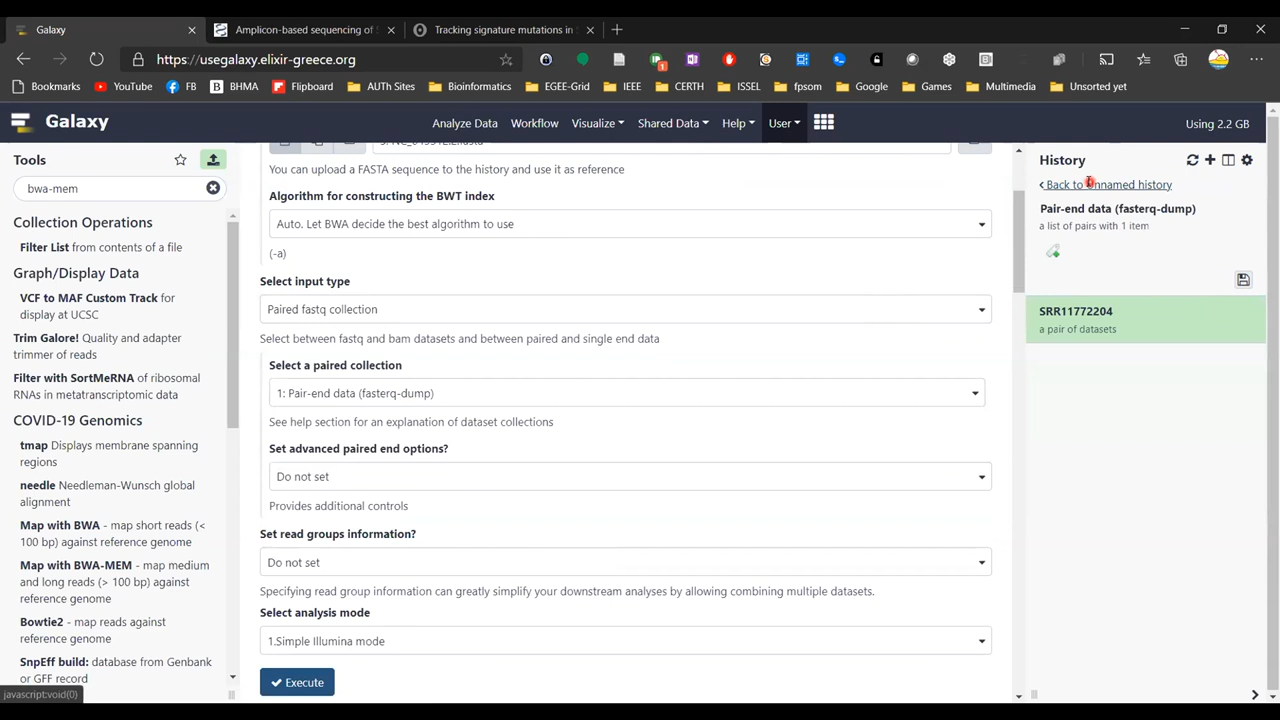 Galaxy
Amplicon-based sequencing of
Tracking signature mutations in
https://usegalaxy.elixir-greece.org
1
Bookmarks YouTube FB BHMA Flipboard AUTh Sites Bioinformatics EGEE-Grid IEEE CERTH ISSEL fpsom Google Games Multimedia Unsorted yet
Galaxy
Analyze Data Workflow Visualize Shared Data Help User Using 2.2 GB
Tools
bwa-mem
Collection Operations
Filter List from contents of a file
Graph/Display Data
VCF to MAF Custom Track for
display at UCSC
Trim Galore! Quality and adapter
trimmer of reads
Filter with SortMeRNA of ribosomal
RNAs in metatranscriptomic data
COVID-19 Genomics
tmap Displays membrane spanning
regions
needle Needleman-Wunsch global
alignment
Map with BWA - map short reads (<
100 bp) against reference genome
Map with BWA-MEM - map medium
and long reads (> 100 bp) against
reference genome
Bowtie2 - map reads against
reference genome
SnpEff build: database from Genbank
or GFF record
javascript:void(0)
You can upload a FASTA sequence to the history and use it as reference
Algorithm for constructing the BWT index
Auto. Let BWA decide the best algorithm to use
(-a)
Select input type
Paired fastq collection
Select between fastq and bam datasets and between paired and single end data
Select a paired collection
1: Pair-end data (fasterq-dump)
See help section for an explanation of dataset collections
Set advanced paired end options?
Do not set
Provides additional controls
Set read groups information?
Do not set
Specifying read group information can greatly simplify your downstream analyses by allowing combining multiple datasets.
Select analysis mode
1.Simple Illumina mode
Execute
History
Back to Unnamed history
Pair-end data (fasterq-dump)
a list of pairs with 1 item
SRR11772204
a pair of datasets